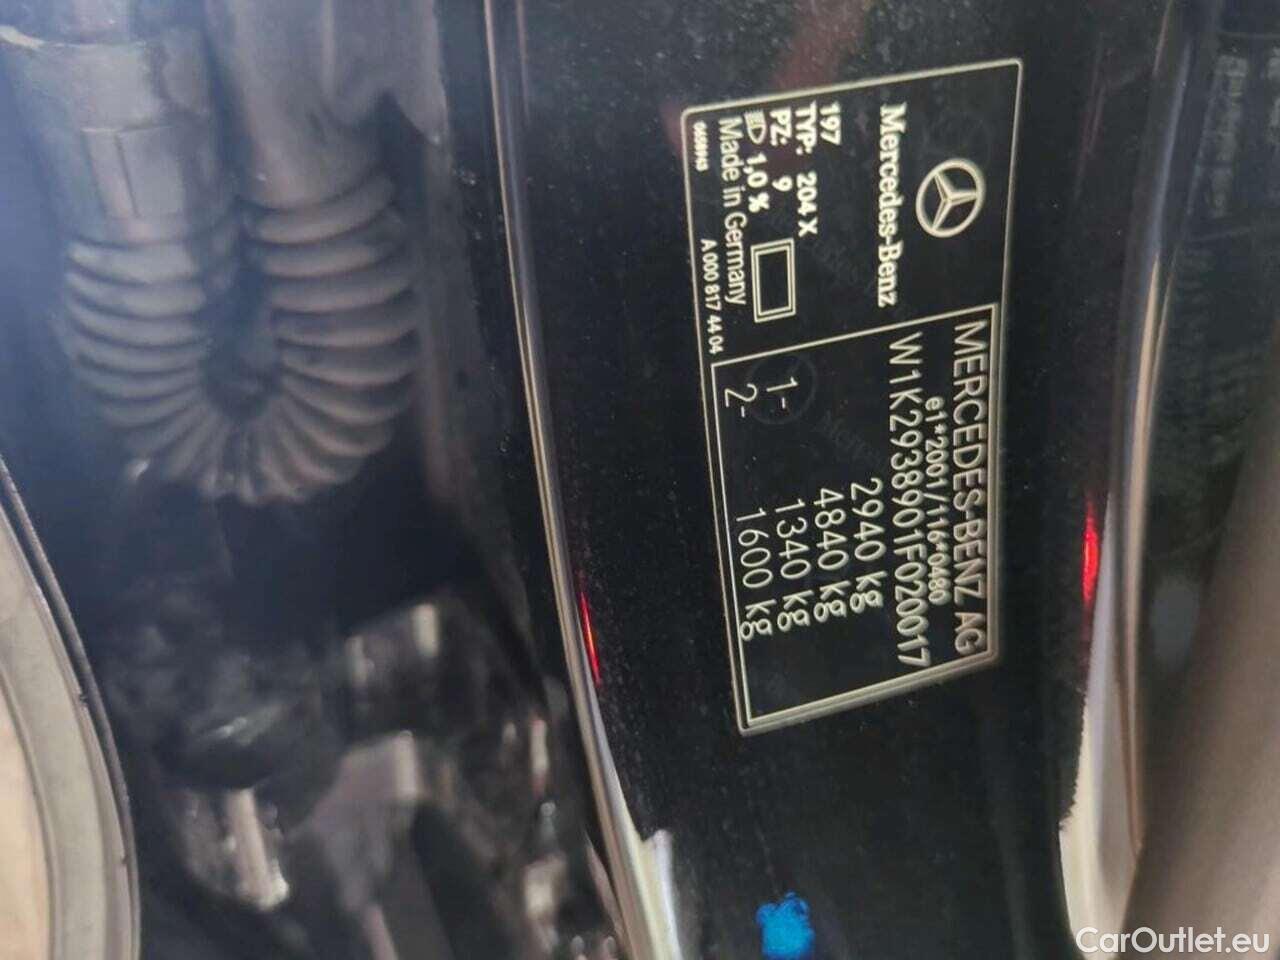 Mercedes-Benz
197
TYP: 204 X
PZ: 9
1,0 %
Made in Germany
A 000 817 44 04
MERCEDES-BENZ AG
e1*2001/116*0480
W1K2938901F020017
2940 kg
4840 kg
1- 1340 kg
2- 1600 kg
CarOutlet.eu